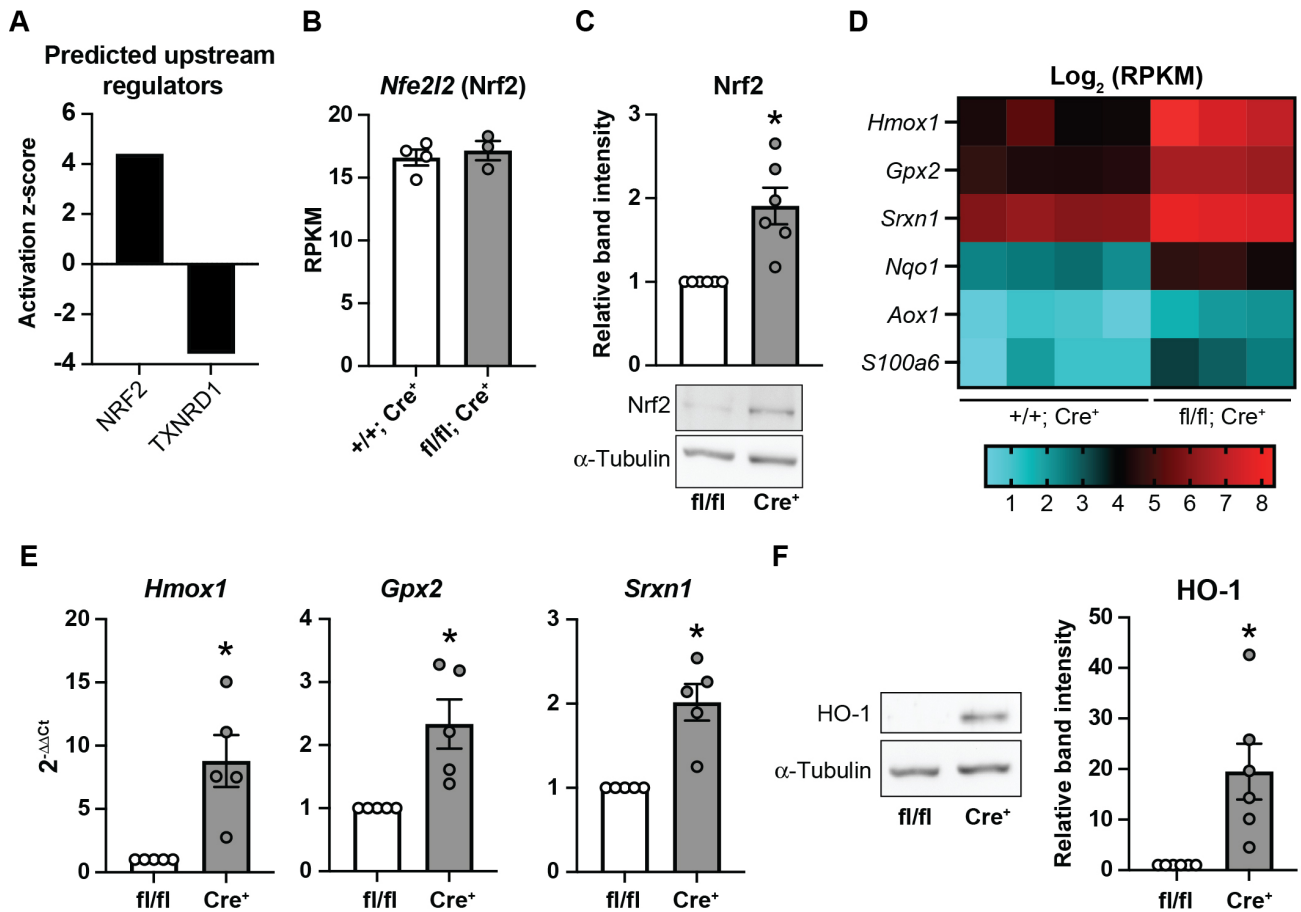 A
Predicted upstream
regulators
Activation z-score
6
4
2
0
-2
-4
NRF2
TXNRD1
B
Nfe2l2 (Nrf2)
RPKM
20
15
10
5
0
+/+; Cre⁺
fl/fl; Cre⁺
C
Nrf2
Relative band intensity
3
2
1
0
*
Nrf2
α-Tubulin
fl/fl Cre⁺
D
Log₂ (RPKM)
Hmox1
Gpx2
Srxn1
Nqo1
Aox1
S100a6
+/+; Cre⁺ fl/fl; Cre⁺
1 2 3 4 5 6 7 8
E
Hmox1
2^-ΔΔCt
20
15
10
5
0
*
fl/fl Cre⁺
Gpx2
4
3
2
1
0
*
fl/fl Cre⁺
Srxn1
3
2
1
0
*
fl/fl Cre⁺
F
HO-1
α-Tubulin
fl/fl Cre⁺
HO-1
Relative band intensity
50
40
30
20
10
0
*
fl/fl Cre⁺